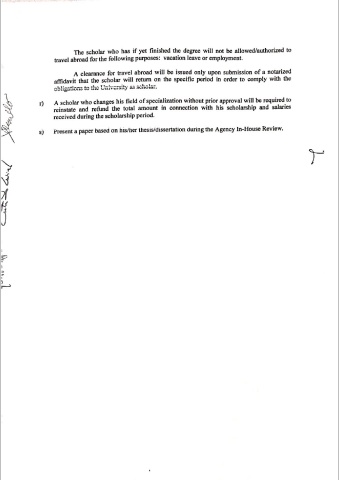 The scholar who has if yet finished the degree will not be allowed/authorized to
travel abroad for the following purposes: vacation leave or employment.
A clearance for travel abroad will be issued only upon submission of a notarized
affidavit that the scholar will return on the specific period in order to comply with the
obligations to the University as scholar.
r) A scholar who changes his field of specialization without prior approval will be required to
reinstate and refund the total amount in connection with his scholarship and salaries
received during the scholarship period.
s) Present a paper based on his/her thesis/dissertation during the Agency In-House Review.